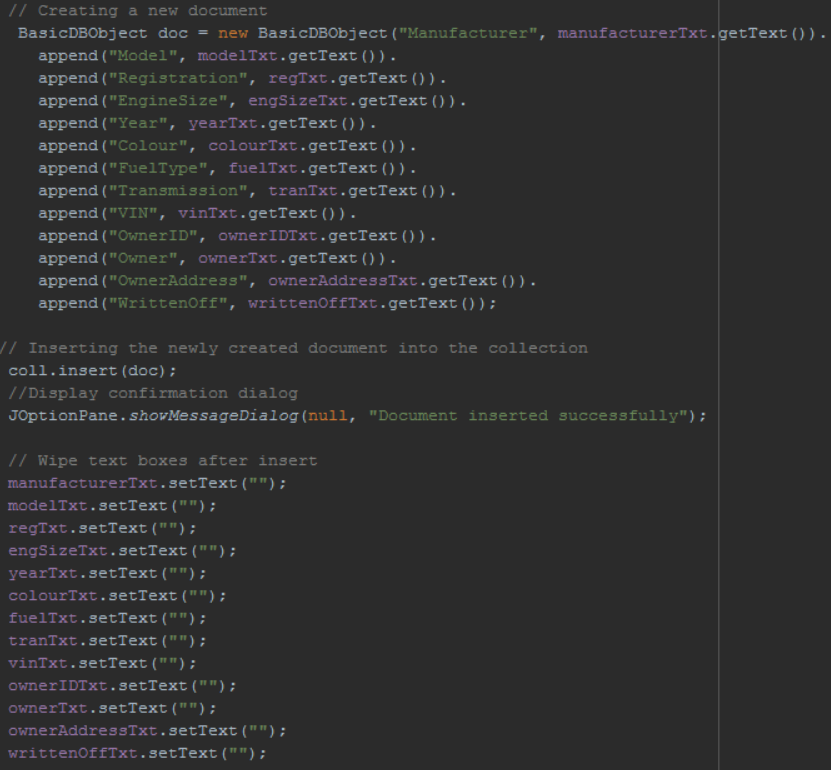 // Creating a new document
BasicDBObject doc = new BasicDBObject("Manufacturer", manufacturerTxt.getText()).
append("Model", modelTxt.getText()).
append("Registration", regTxt.getText()).
append("EngineSize", engSizeTxt.getText()).
append("Year", yearTxt.getText()).
append("Colour", colourTxt.getText()).
append("FuelType", fuelTxt.getText()).
append("Transmission", tranTxt.getText()).
append("VIN", vinTxt.getText()).
append("OwnerID", ownerIDTxt.getText()).
append("Owner", ownerTxt.getText()).
append("OwnerAddress", ownerAddressTxt.getText()).
append("WrittenOff", writtenOffTxt.getText());
// Inserting the newly created document into the collection
coll.insert(doc);
//Display confirmation dialog
JOptionPane.showMessageDialog(null, "Document inserted successfully");
// Wipe text boxes after insert
manufacturerTxt.setText("");
modelTxt.setText("");
regTxt.setText("");
engSizeTxt.setText("");
yearTxt.setText("");
colourTxt.setText("");
fuelTxt.setText("");
tranTxt.setText("");
vinTxt.setText("");
ownerIDTxt.setText("");
ownerTxt.setText("");
ownerAddressTxt.setText("");
writtenOffTxt.setText("");